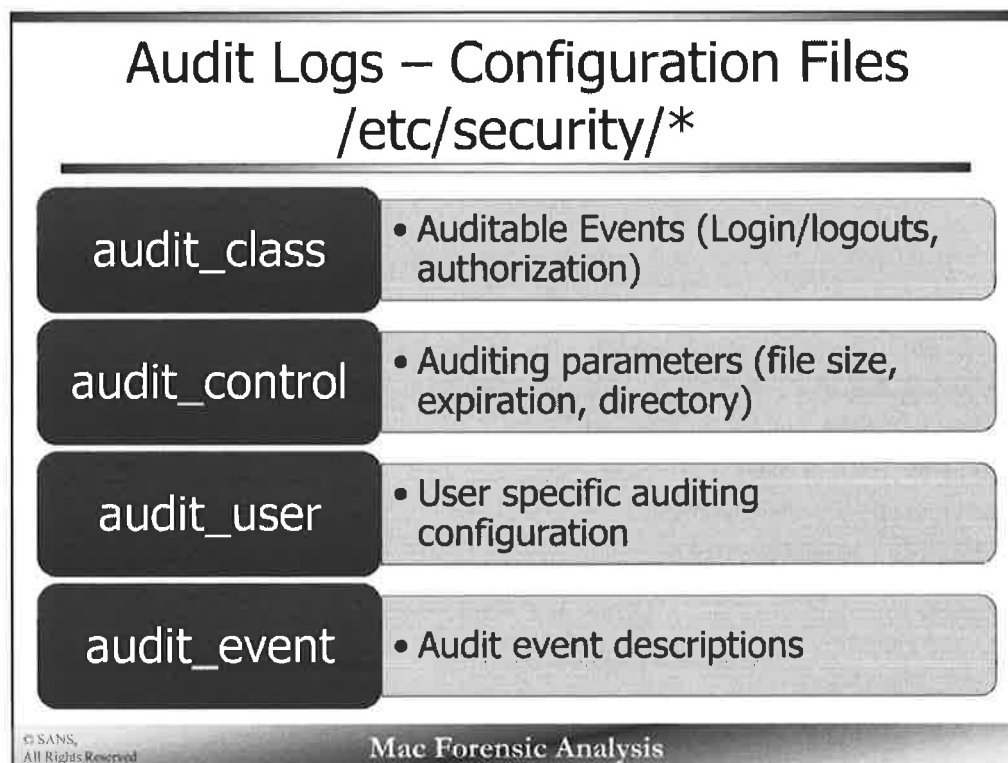 Audit Logs – Configuration Files
/etc/security/*
audit_class
• Auditable Events (Login/logouts,
authorization)
audit_control
• Auditing parameters (file size,
expiration, directory)
audit_user
• User specific auditing
configuration
audit_event
• Audit event descriptions
© SANS,
All Rights Reserved
Mac Forensic Analysis